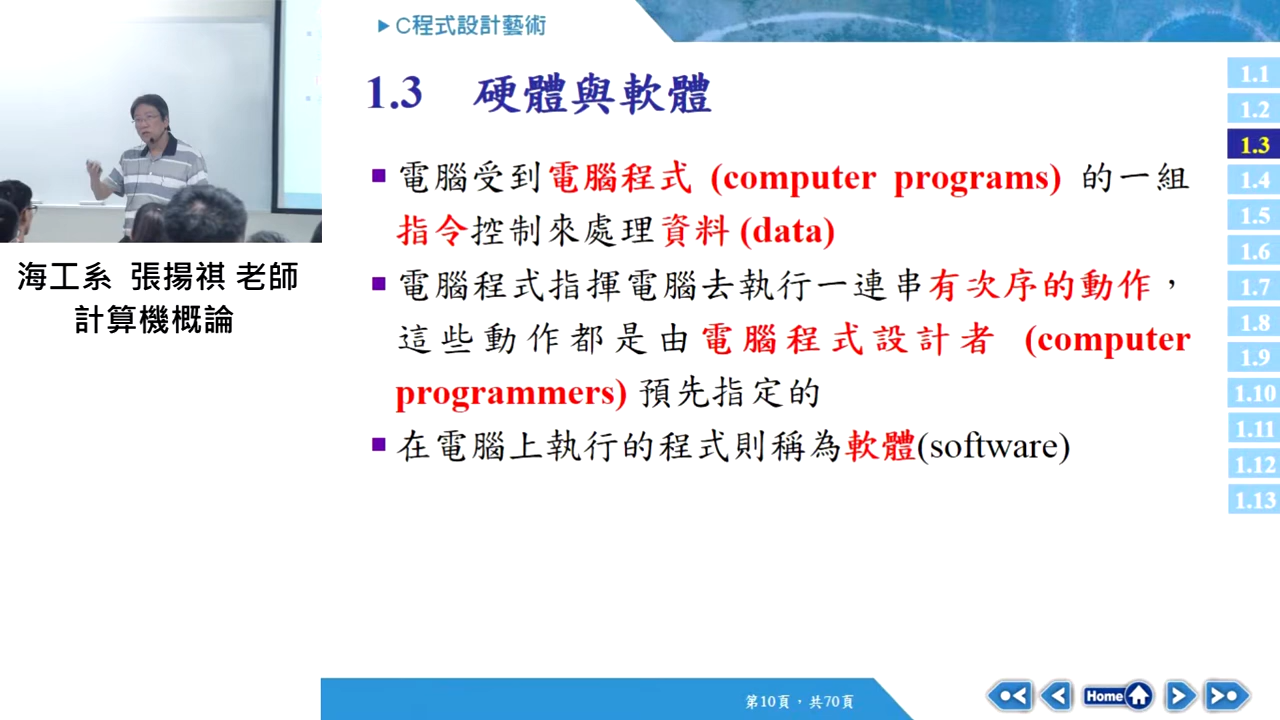 C程式設計藝術
1.3 硬體與軟體
電腦受到電腦程式 (computer programs) 的一組
指令控制來處理資料 (data)
電腦程式指揮電腦去執行一連串有次序的動作，
這些動作都是由電腦程式設計者 (computer
programmers) 預先指定的
在電腦上執行的程式則稱為軟體(software)
海工系 張揚祺 老師
計算機概論
1.1
1.2
1.3
1.4
1.5
1.6
1.7
1.8
1.9
1.10
1.11
1.12
1.13
第10頁，共70頁
Home